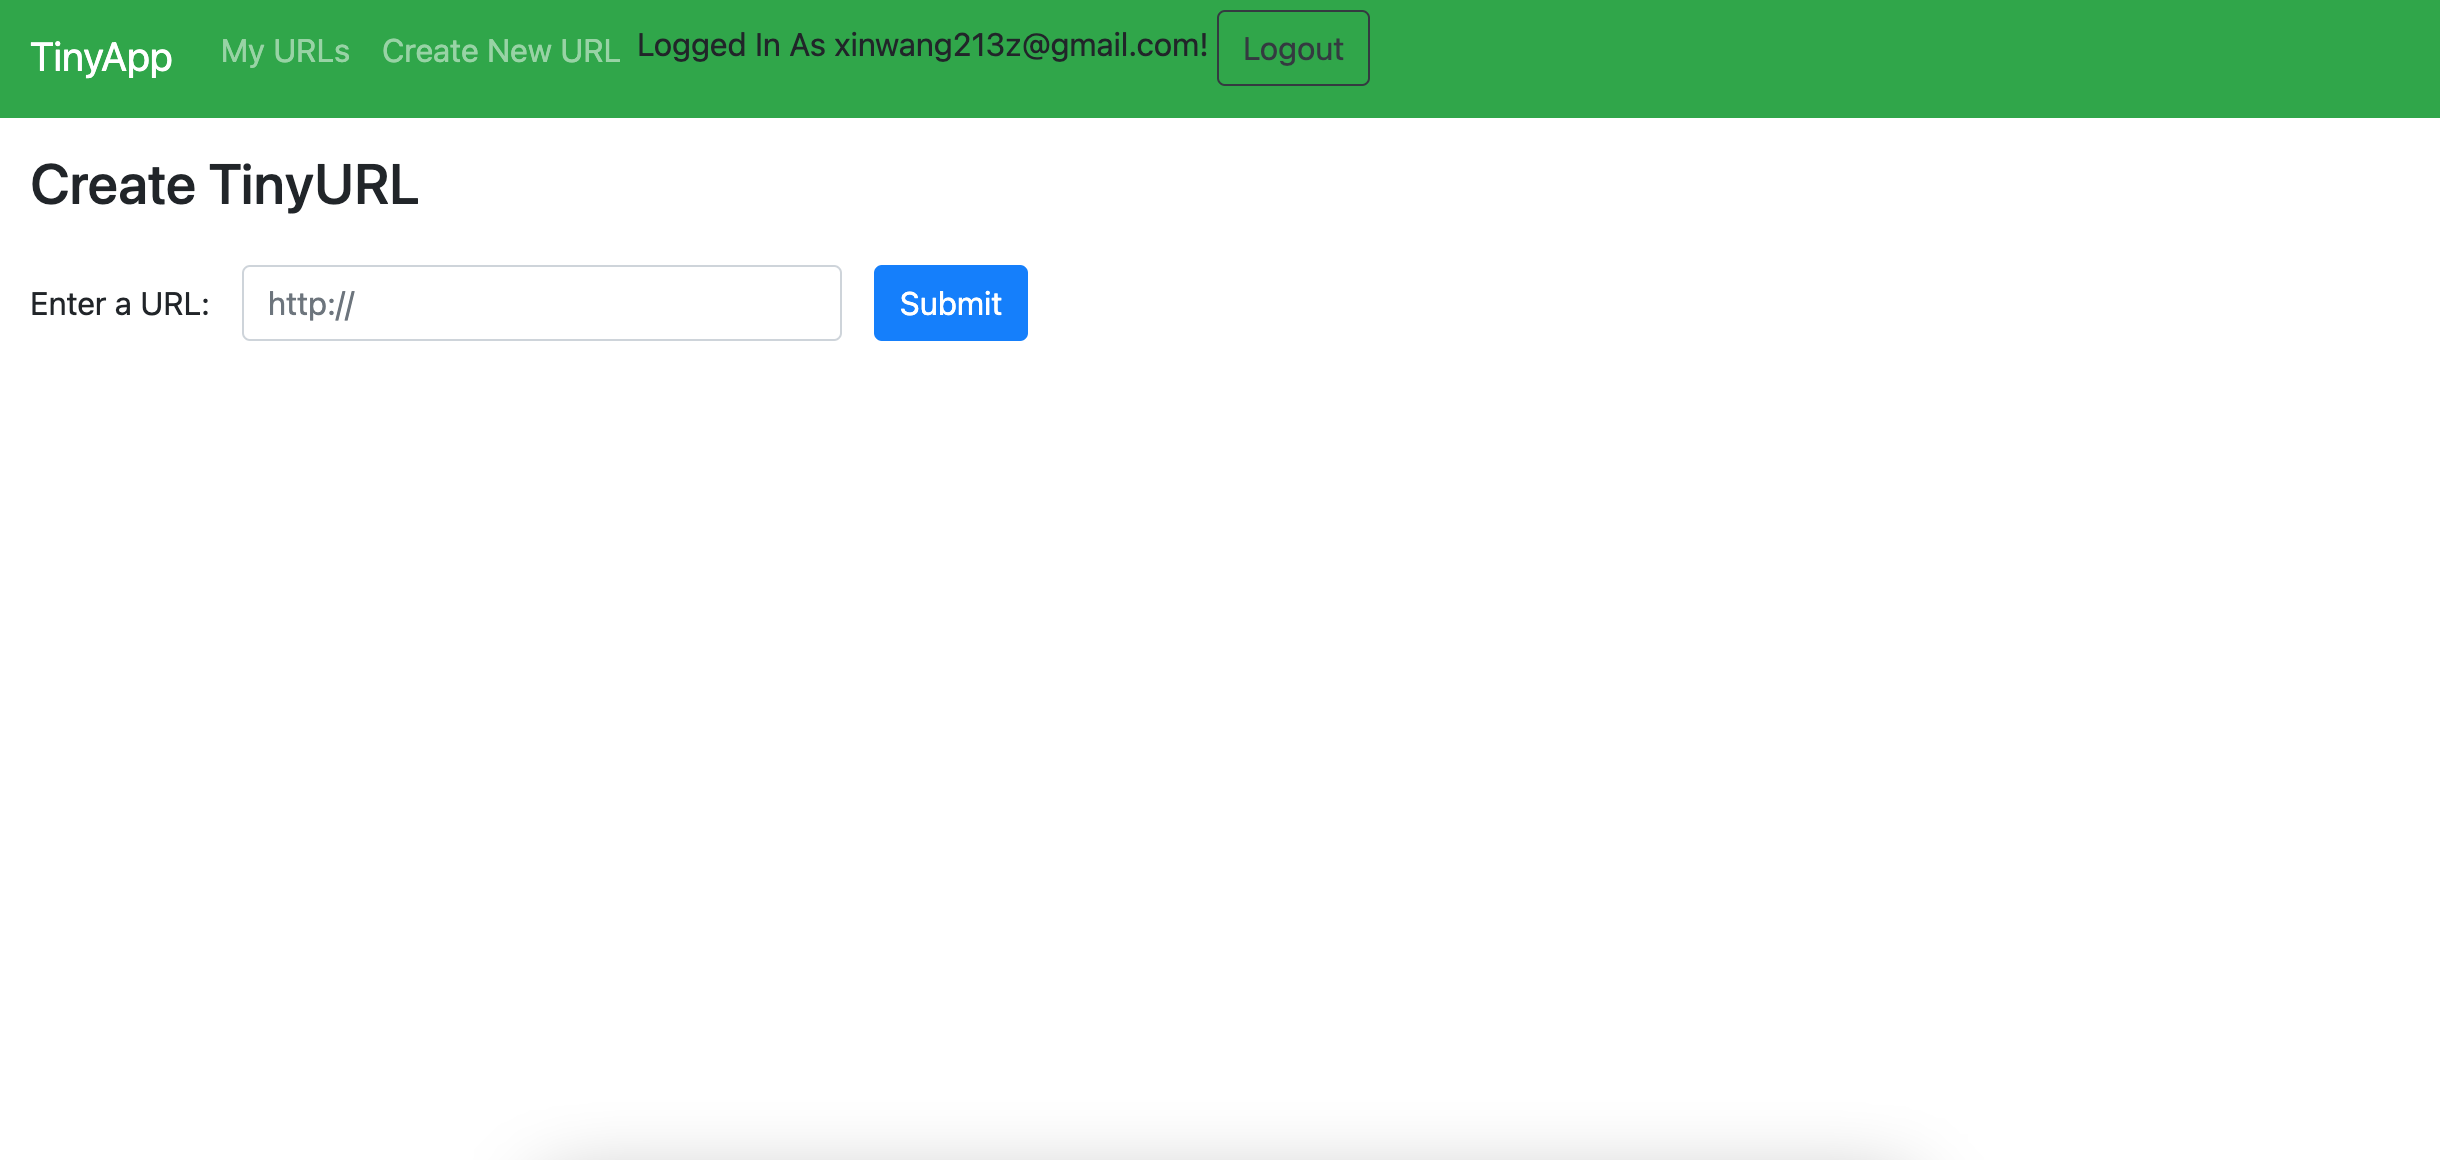 TinyApp My URLs Create New URL Logged In As xinwang213z@gmail.com! Logout
Create TinyURL
Enter a URL: http:// Submit